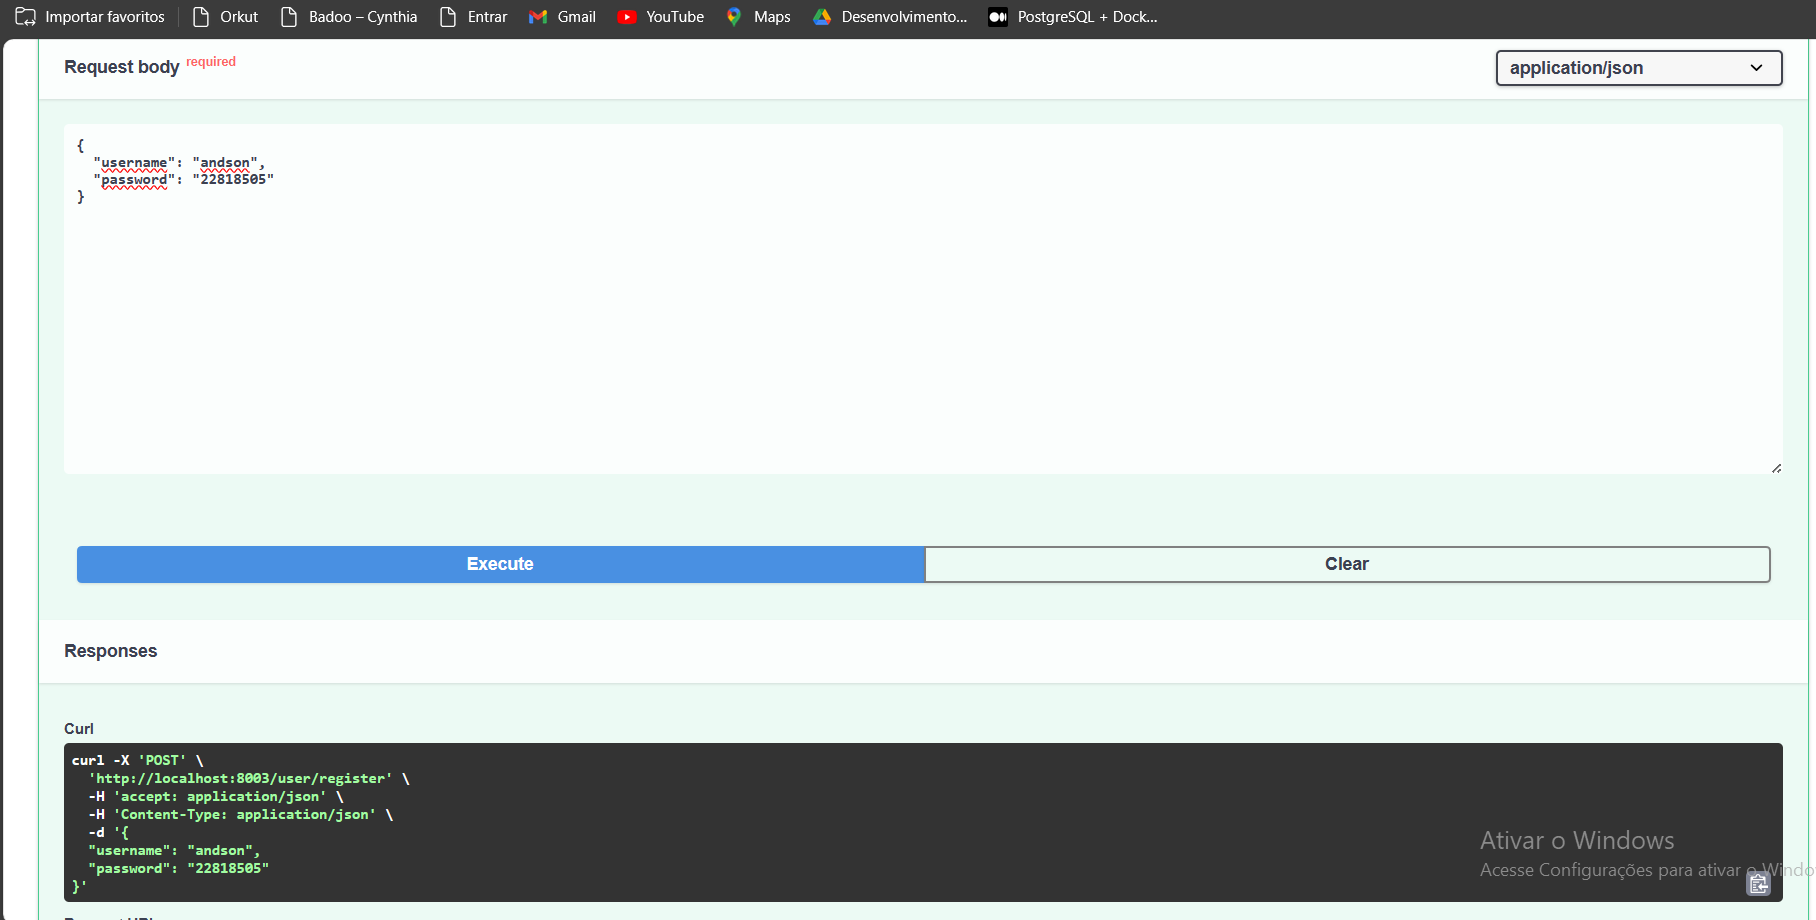 Importar favoritos Orkut Badoo – Cynthia Entrar Gmail YouTube Maps Desenvolvimento... PostgreSQL + Dock...
Request body required
application/json
{
"username": "andson",
"password": "22818505"
}
Execute Clear
Responses
Curl
curl -X 'POST' \
'http://localhost:8003/user/register' \
-H 'accept: application/json' \
-H 'Content-Type: application/json' \
-d '{
"username": "andson",
"password": "22818505"
}'
Ativar o Windows
Acesse Configurações para ativar o Windo